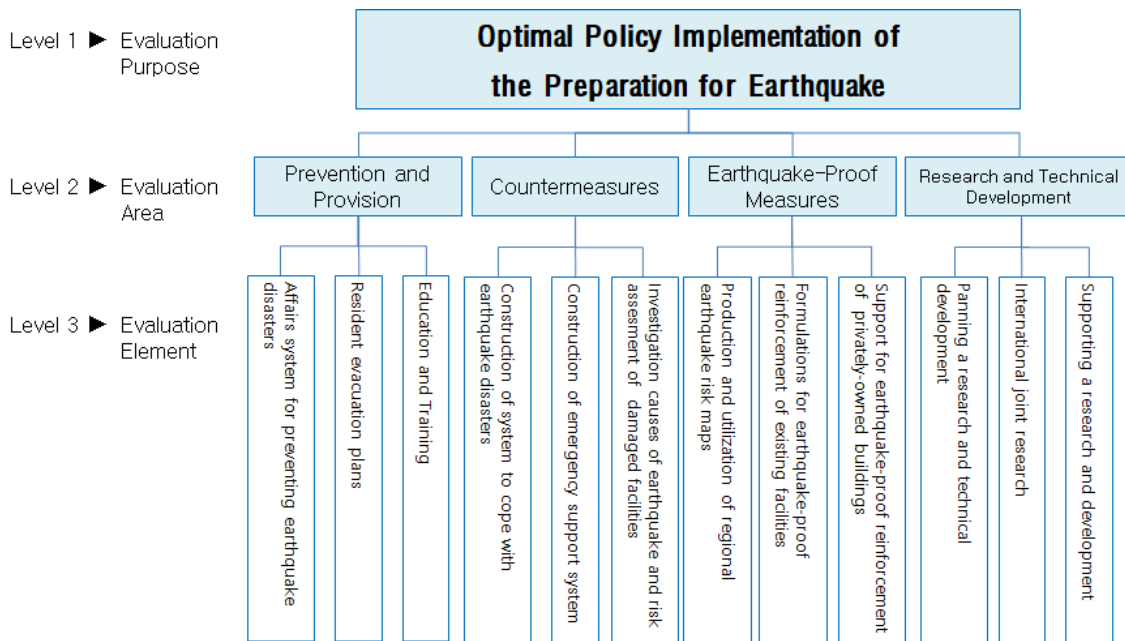 Level 1 ▶ Evaluation
Purpose
Optimal Policy Implementation of
the Preparation for Earthquake
Level 2 ▶ Evaluation
Area
Prevention and
Provision
Countermeasures
Earthquake-Proof
Measures
Research and Technical
Development
Level 3 ▶ Evaluation
Element
Affairs system for preventing earthquake
disasters
Resident evacuation plans
Education and Training
Construction of system to cope with
earthquake disasters
Construction of emergency support system
Investigation causes of earthquake and risk
assesment of damaged facilities
Production and utilization of regional
earthquake risk maps
Formulations for earthquake-proof
reinforcement of existing facilities
Support for earthquake-proof reinforcement
of privately-owned buildings
Panning a research and technical
development
International joint research
Supporting a research and development